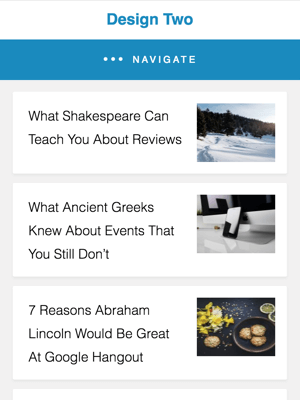 Design Two
••• NAVIGATE
What Shakespeare Can
Teach You About Reviews
What Ancient Greeks
Knew About Events That
You Still Don’t
7 Reasons Abraham
Lincoln Would Be Great
At Google Hangout